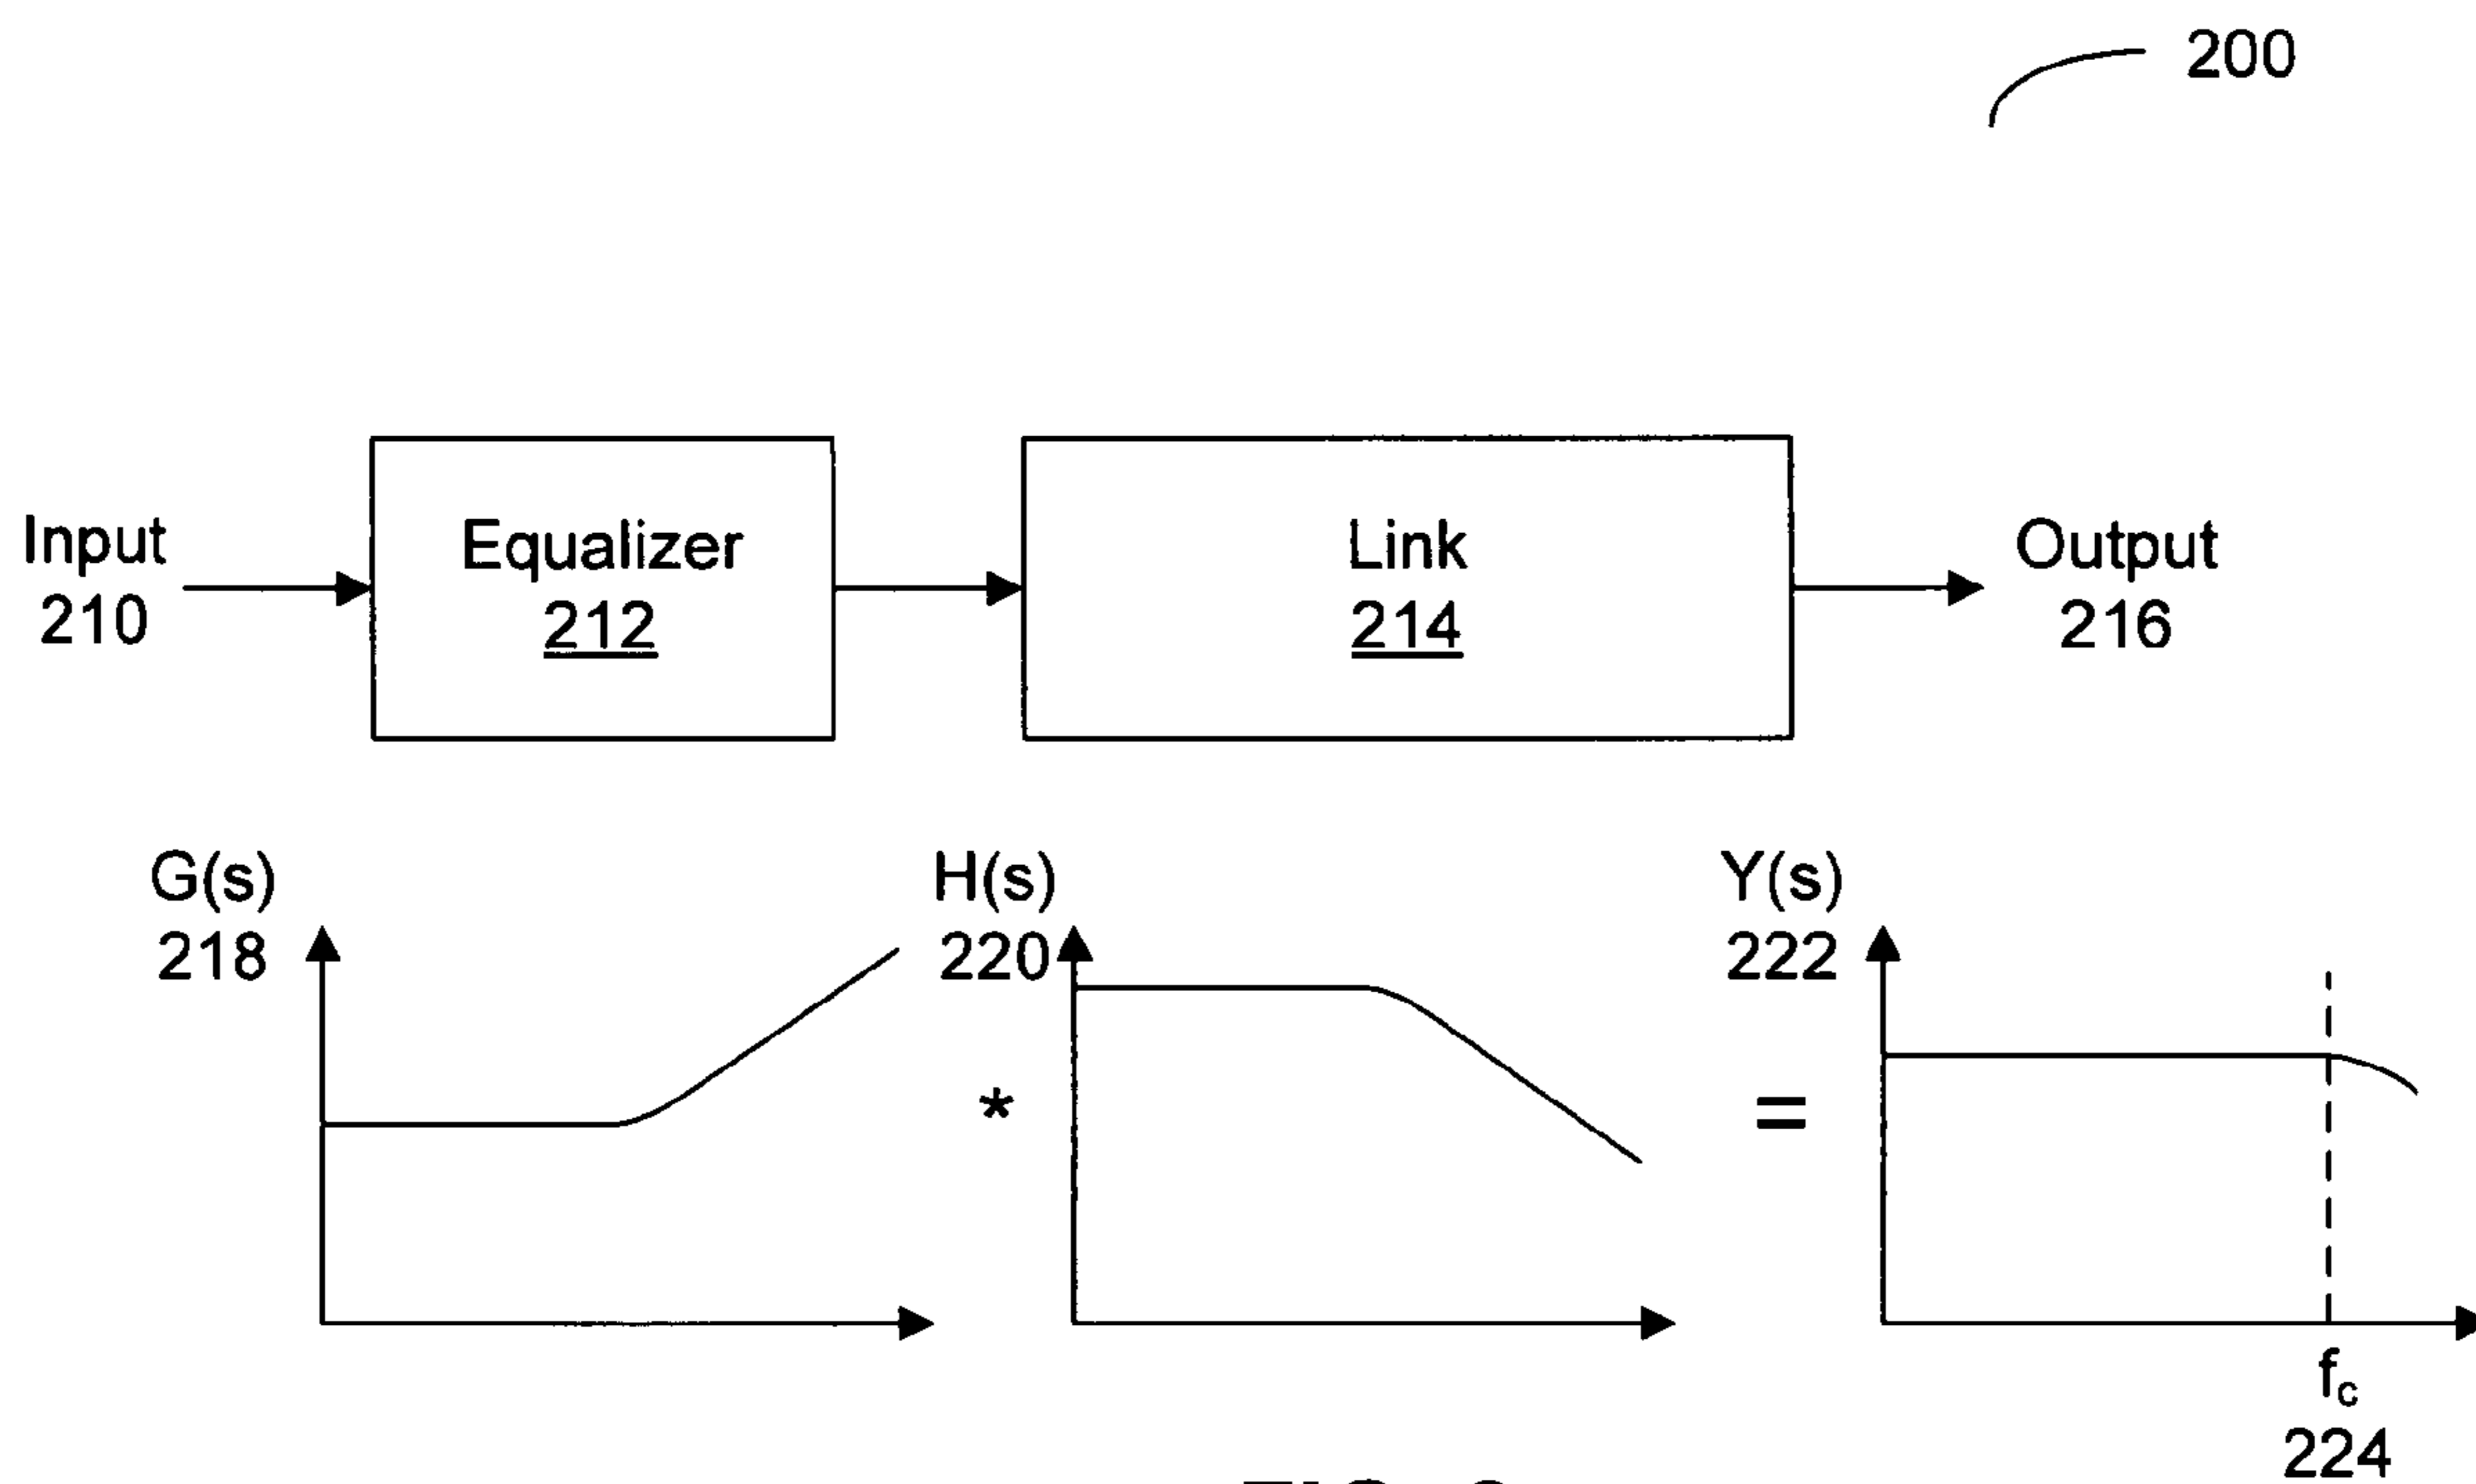 200
Input
210
Equalizer
212
Link
214
Output
216
G(s)
218
H(s)
220
Y(s)
222
*
=
fc
224